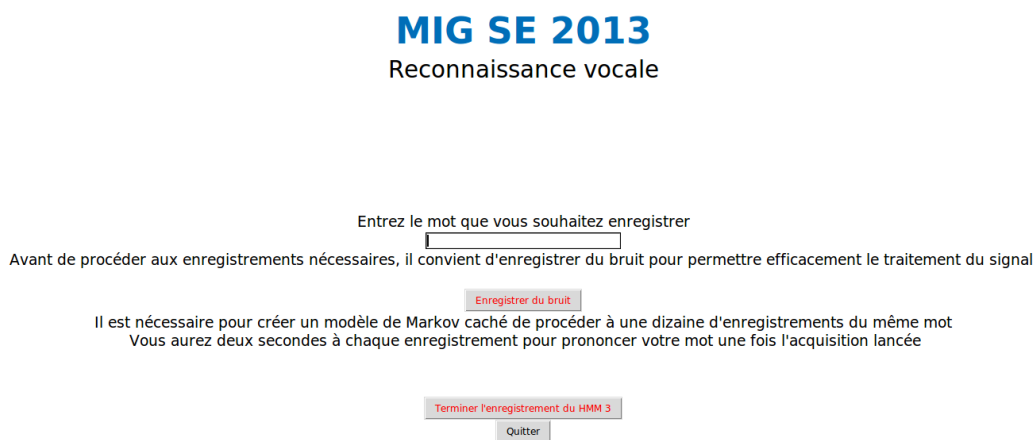 MIG SE 2013
Reconnaissance vocale
Entrez le mot que vous souhaitez enregistrer
Avant de procéder aux enregistrements nécessaires, il convient d'enregistrer du bruit pour permettre efficacement le traitement du signal
Enregistrer du bruit
Il est nécessaire pour créer un modèle de Markov caché de procéder à une dizaine d'enregistrements du même mot
Vous aurez deux secondes à chaque enregistrement pour prononcer votre mot une fois l'acquisition lancée
Terminer l'enregistrement du HMM 3
Quitter